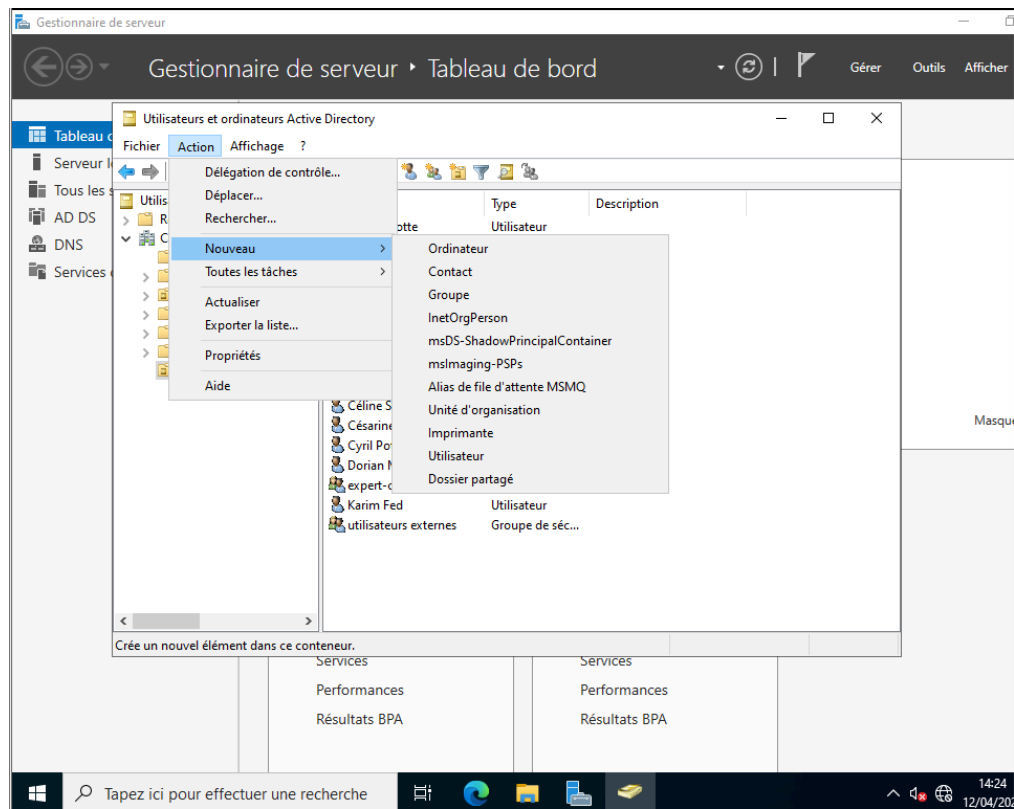 Gestionnaire de serveur
Gestionnaire de serveur ‣ Tableau de bord
Gérer Outils Afficher
Utilisateurs et ordinateurs Active Directory
Fichier Action Affichage ?
Tableau
Serveur
Tous les
AD DS
DNS
Services
Délégation de contrôle...
Déplacer...
Rechercher...
Nouveau
Toutes les tâches
Actualiser
Exporter la liste...
Propriétés
Aide
Type Description
Utilisateur
Ordinateur
Contact
Groupe
InetOrgPerson
msDS-ShadowPrincipalContainer
msImaging-PSPs
Alias de file d'attente MSMQ
Unité d'organisation
Imprimante
Utilisateur
Dossier partagé
Céline S
Césarine
Cyril Po
Dorian
expert-
Karim Fed Utilisateur
utilisateurs externes Groupe de séc...
Crée un nouvel élément dans ce conteneur.
Services Services
Performances Performances
Résultats BPA Résultats BPA
Tapez ici pour effectuer une recherche
14:24